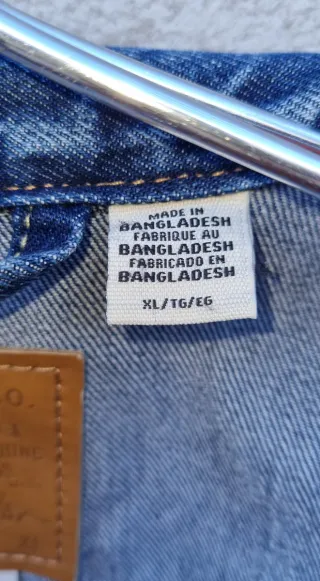 MADE IN
BANGLADESH
FABRIQUE AU
BANGLADESH
FABRICADO EN
BANGLADESH
XL/TG/EG
O.